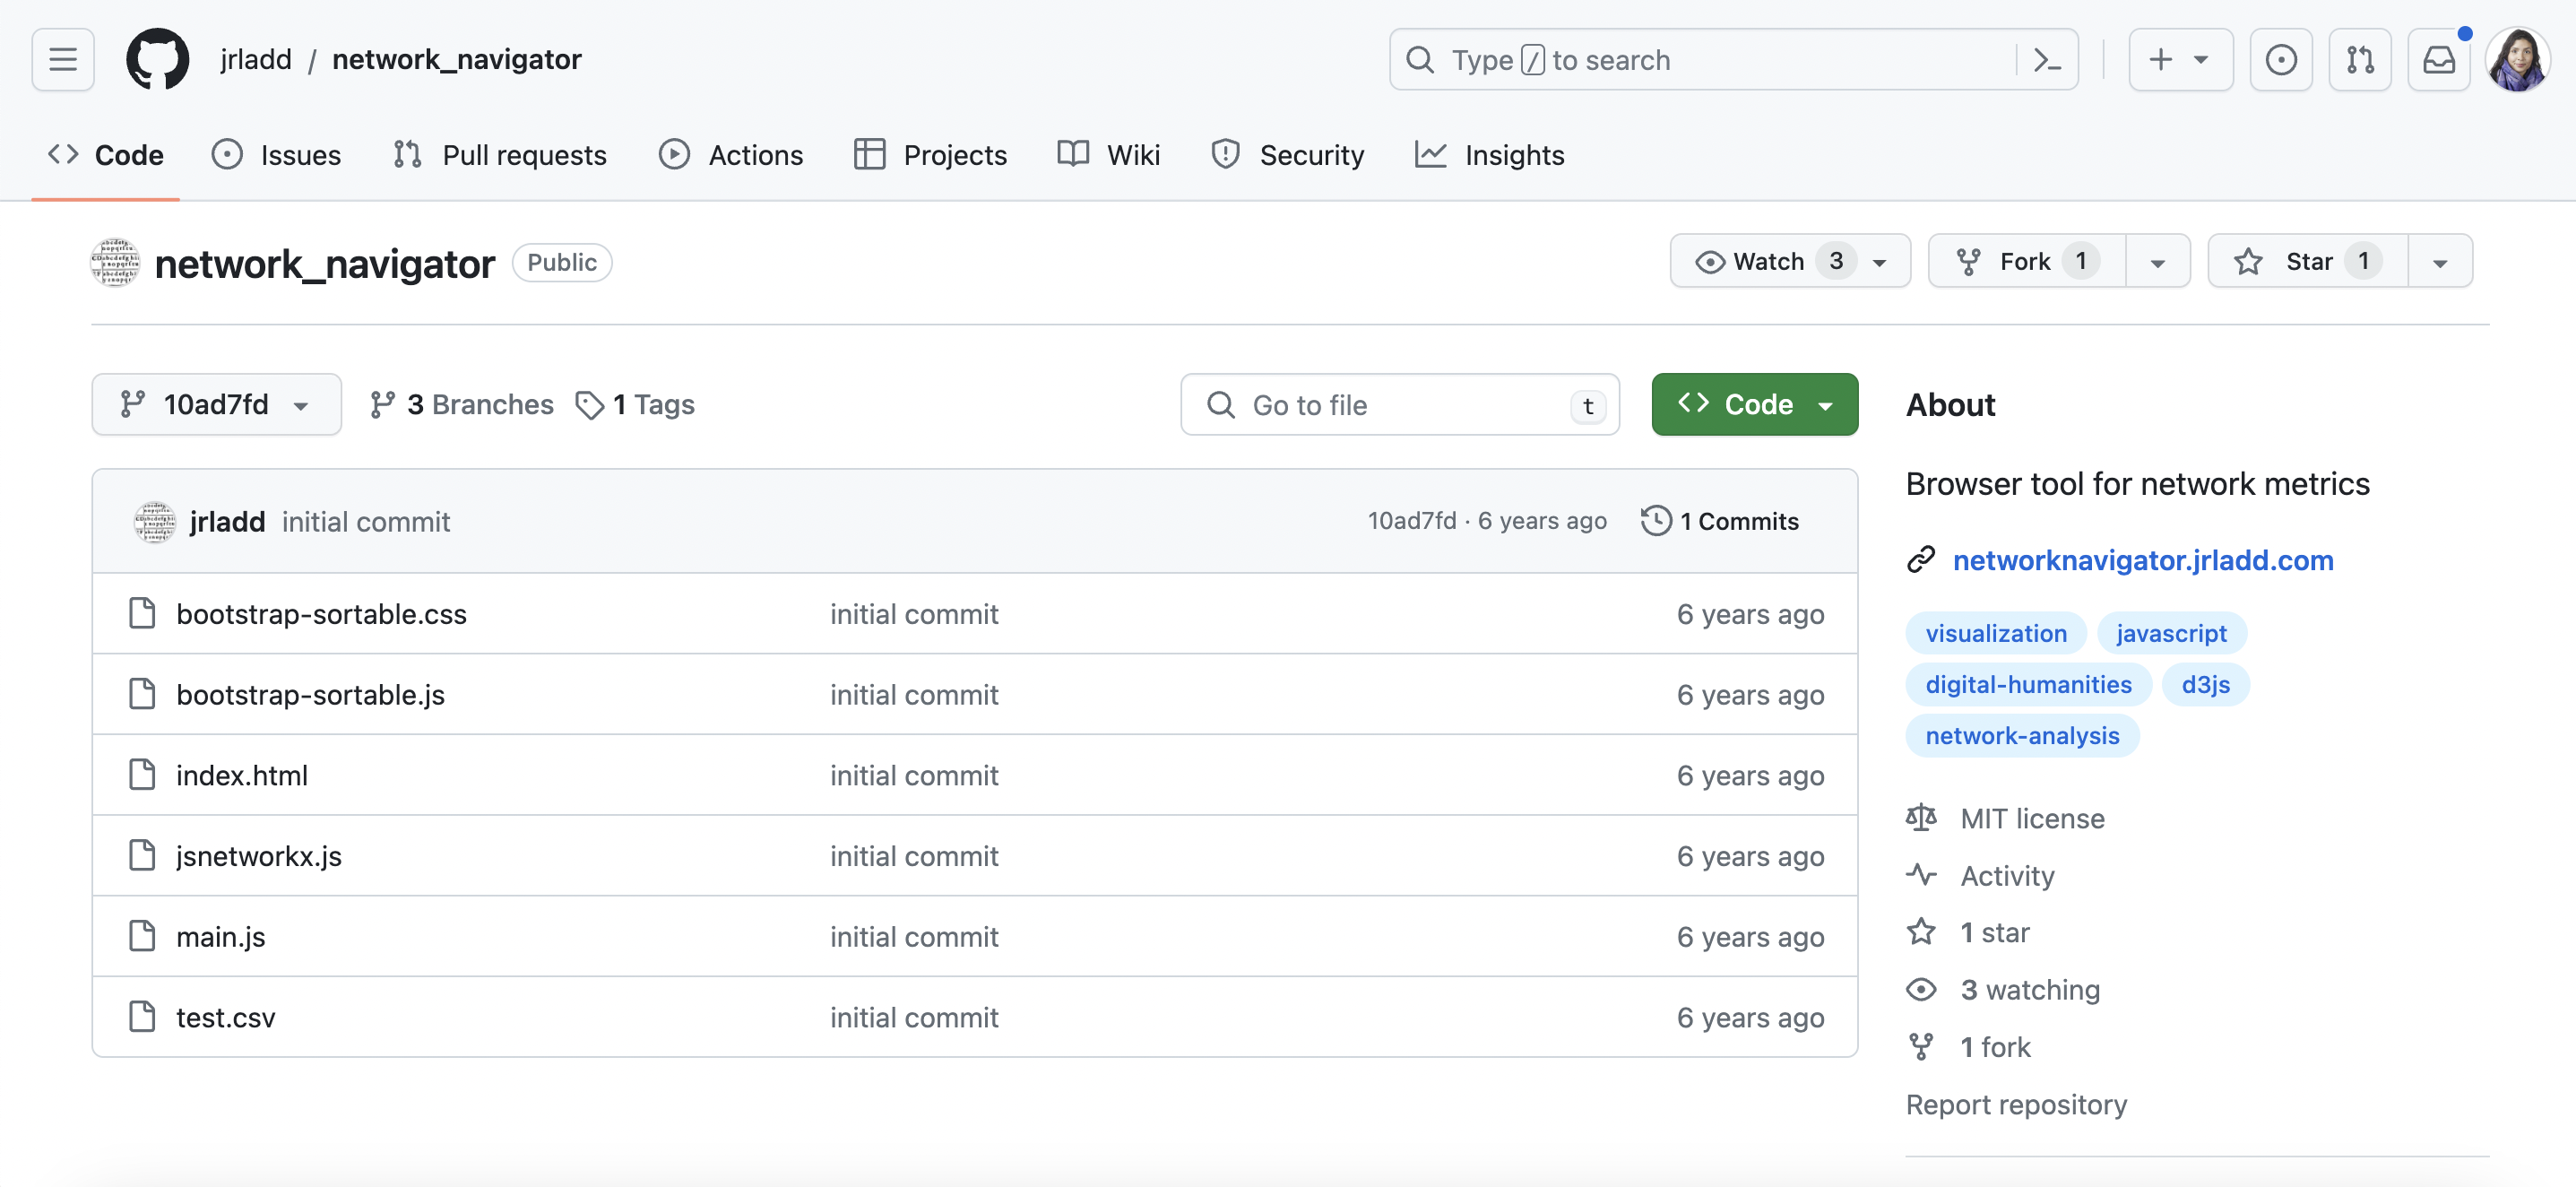 jrladd / network_navigator
Type / to search
Code Issues Pull requests Actions Projects Wiki Security Insights
network_navigator Public
Watch 3 Fork 1 Star 1
10ad7fd 3 Branches 1 Tags
Go to file t
Code
jrladd initial commit 10ad7fd · 6 years ago 1 Commits
bootstrap-sortable.css initial commit 6 years ago
bootstrap-sortable.js initial commit 6 years ago
index.html initial commit 6 years ago
jsnetworkx.js initial commit 6 years ago
main.js initial commit 6 years ago
test.csv initial commit 6 years ago
About
Browser tool for network metrics
networknavigator.jrladd.com
visualization javascript
digital-humanities d3js
network-analysis
MIT license
Activity
1 star
3 watching
1 fork
Report repository